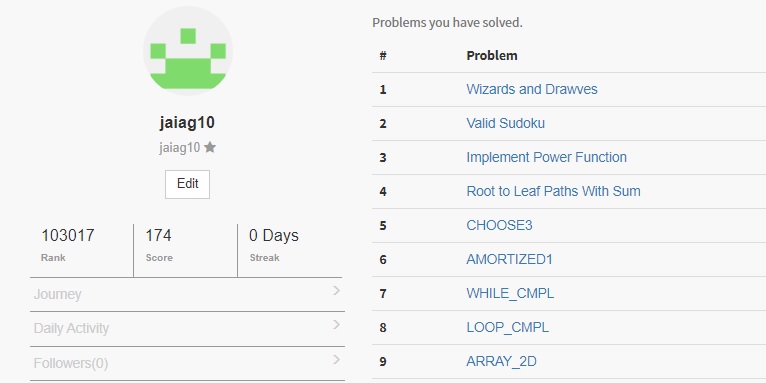 jaiag10
jaiag10
Edit
103017 174 0 Days
Rank Score Streak
Journey
Daily Activity
Followers(0)
Problems you have solved.
# Problem
1 Wizards and Drawves
2 Valid Sudoku
3 Implement Power Function
4 Root to Leaf Paths With Sum
5 CHOOSE3
6 AMORTIZED1
7 WHILE_CMPL
8 LOOP_CMPL
9 ARRAY_2D